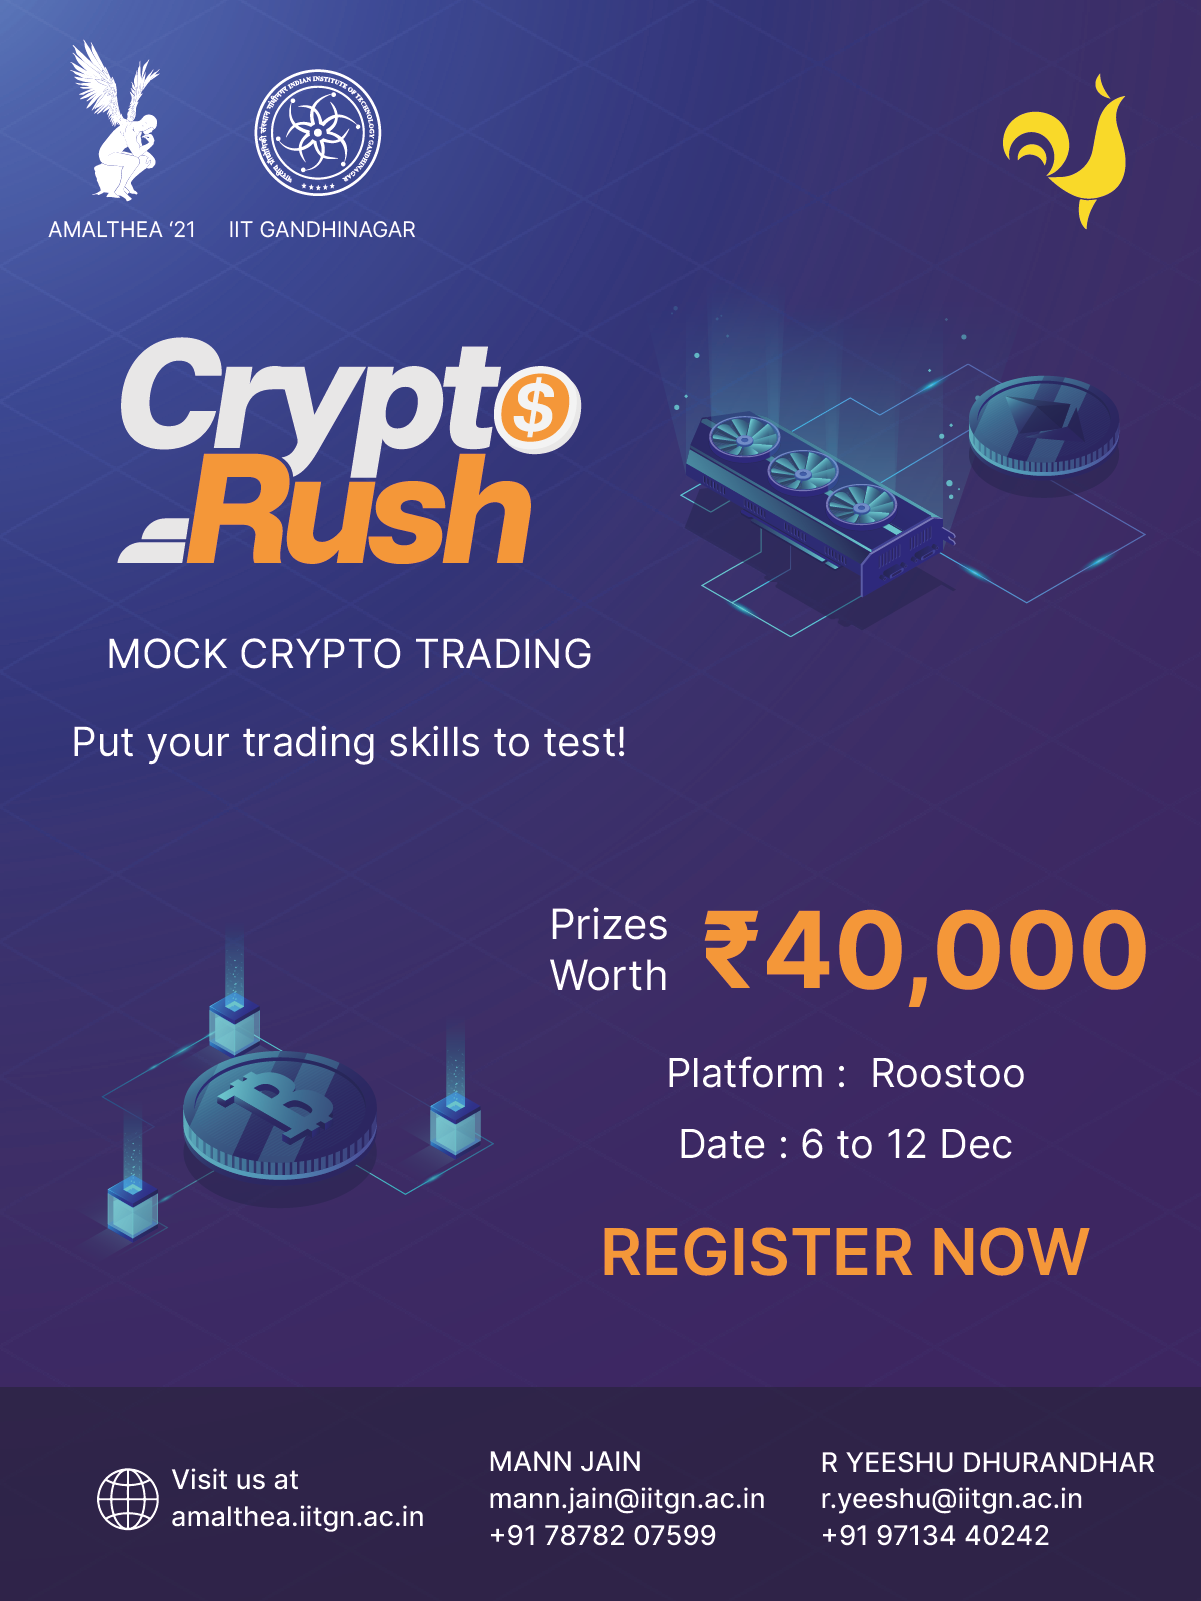 INDIAN INSTITUTE OF TECHNOLOGY GANDHINAGAR
AMALTHEA ‘21
IIT GANDHINAGAR
Crypto
$
Rush
MOCK CRYPTO TRADING
Put your trading skills to test!
Prizes
Worth
₹40,000
Platform : Roostoo
Date : 6 to 12 Dec
REGISTER NOW
Visit us at
amalthea.iitgn.ac.in
MANN JAIN
mann.jain@iitgn.ac.in
+91 78782 07599
R YEESHU DHURANDHAR
r.yeeshu@iitgn.ac.in
+91 97134 40242